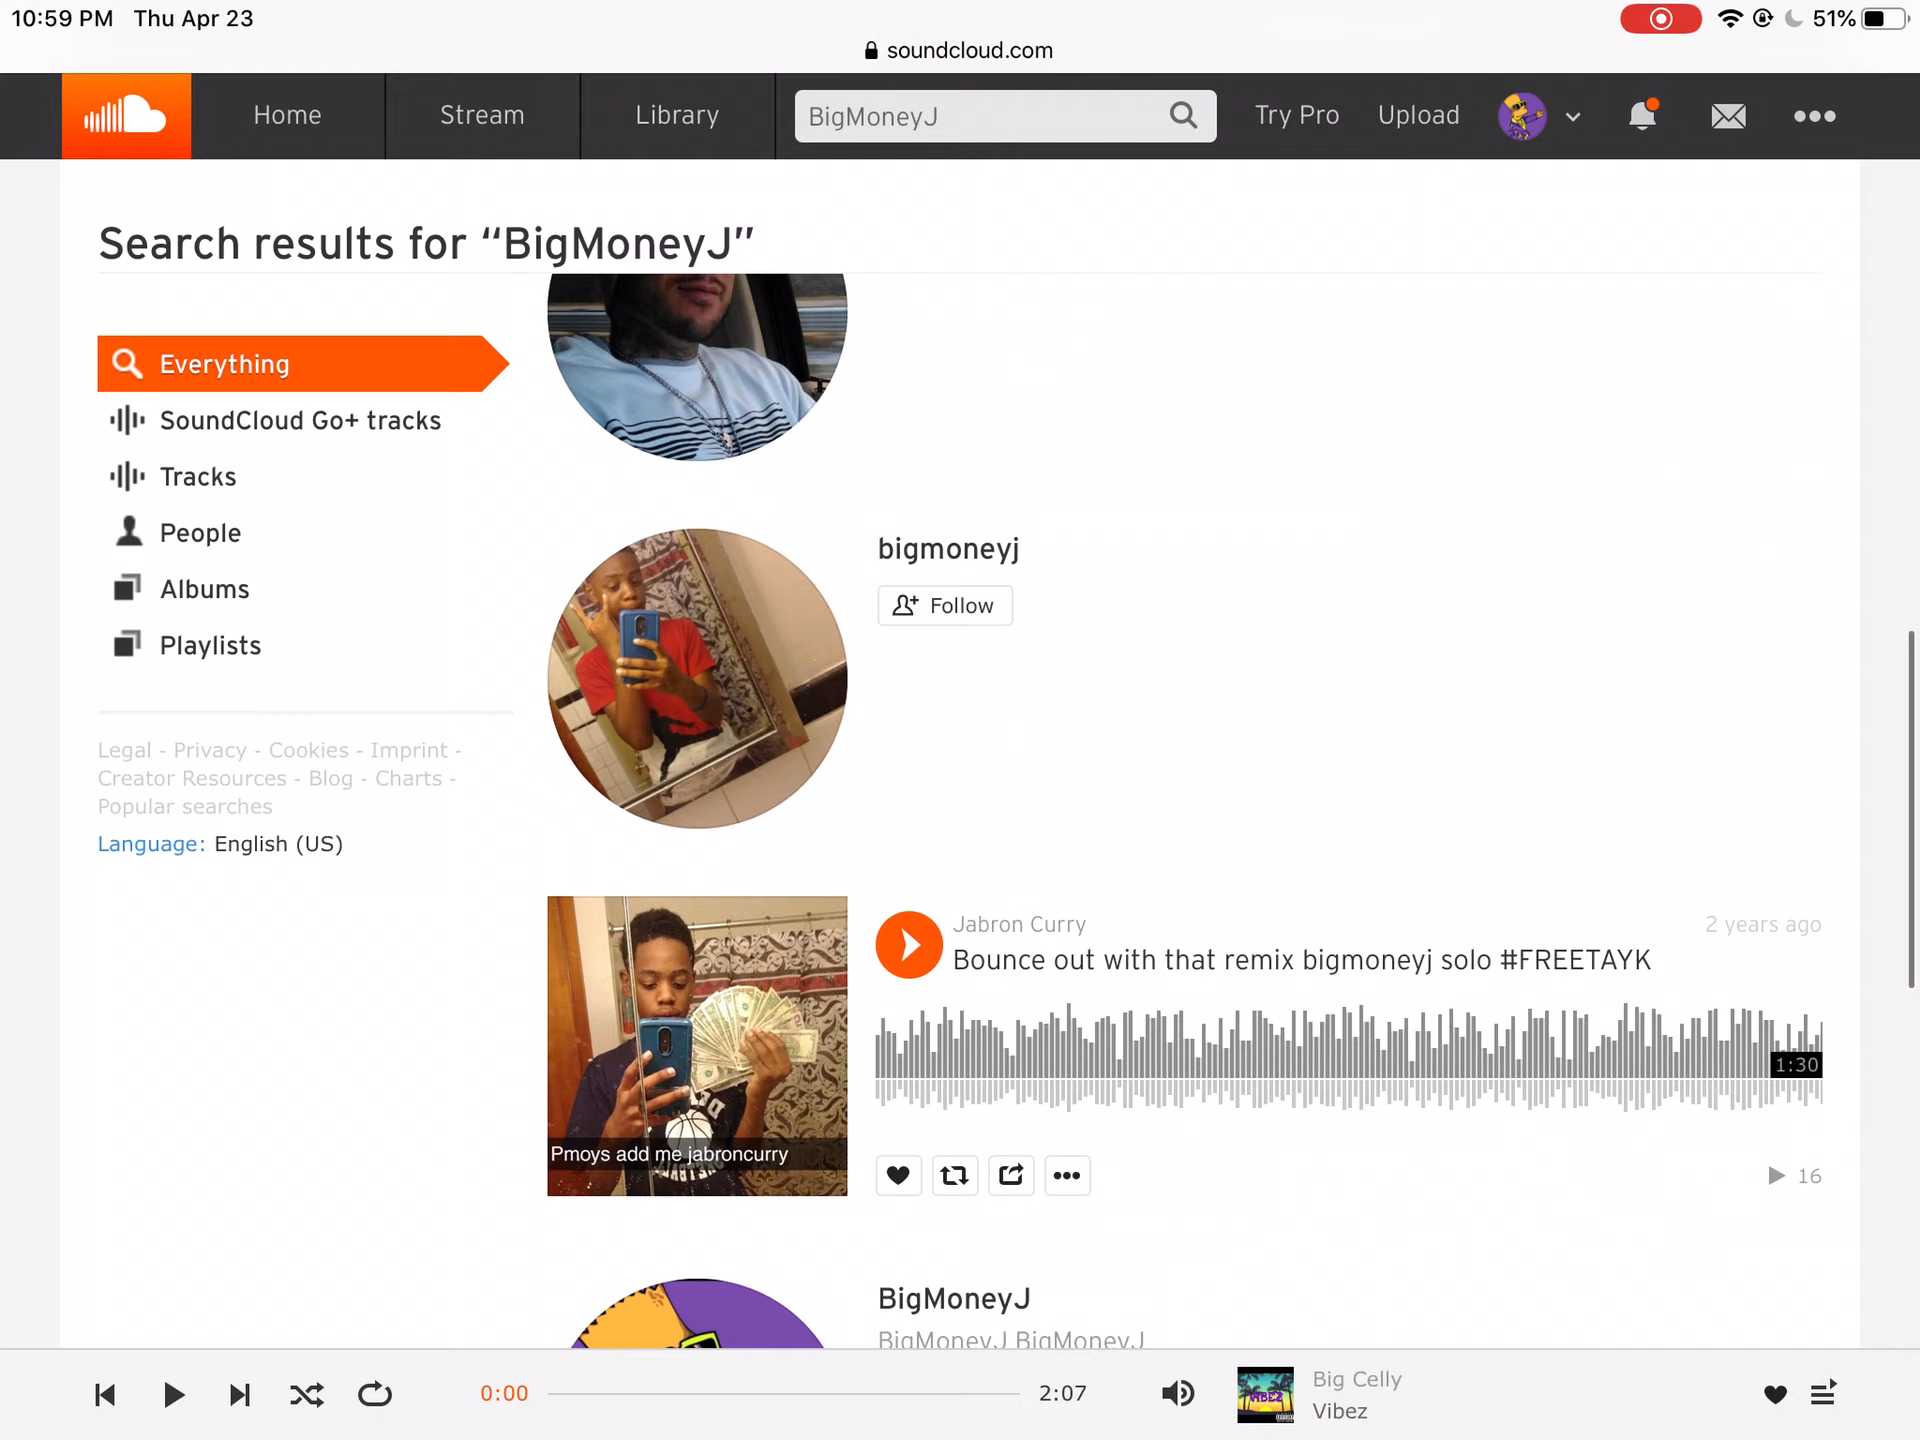 10:59 PM Thu Apr 23
51%
soundcloud.com
Home
Stream
Library
BigMoneyJ
Try Pro
Upload
Search results for “BigMoneyJ”
Everything
SoundCloud Go+ tracks
Tracks
People
Albums
Playlists
Legal - Privacy - Cookies - Imprint -
Creator Resources - Blog - Charts -
Popular searches
Language: English (US)
bigmoneyj
Follow
Pmoys add me jabroncurry
Jabron Curry
2 years ago
Bounce out with that remix bigmoneyj solo #FREETAYK
1:30
16
BigMoneyJ
BigMoneyJ BigMoneyJ
0:00
2:07
VIBEZ
Big Celly
Vibez